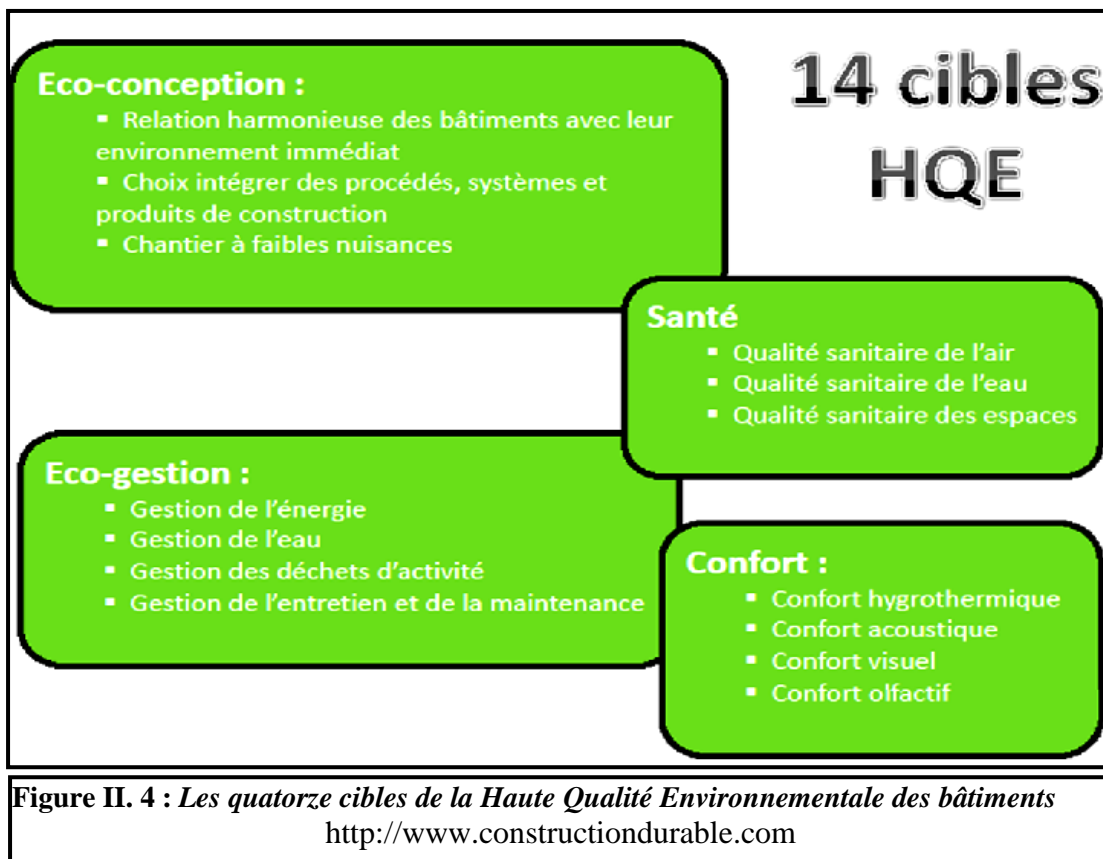 14 cibles
HQE
Eco-conception :
▪ Relation harmonieuse des bâtiments avec leur
environnement immédiat
▪ Choix intégrer des procédés, systèmes et
produits de construction
▪ Chantier à faibles nuisances
Santé
▪ Qualité sanitaire de l'air
▪ Qualité sanitaire de l'eau
▪ Qualité sanitaire des espaces
Eco-gestion :
▪ Gestion de l'énergie
▪ Gestion de l'eau
▪ Gestion des déchets d'activité
▪ Gestion de l'entretien et de la maintenance
Confort :
▪ Confort hygrothermique
▪ Confort acoustique
▪ Confort visuel
▪ Confort olfactif
Figure II. 4 : Les quatorze cibles de la Haute Qualité Environnementale des bâtiments
http://www.constructiondurable.com